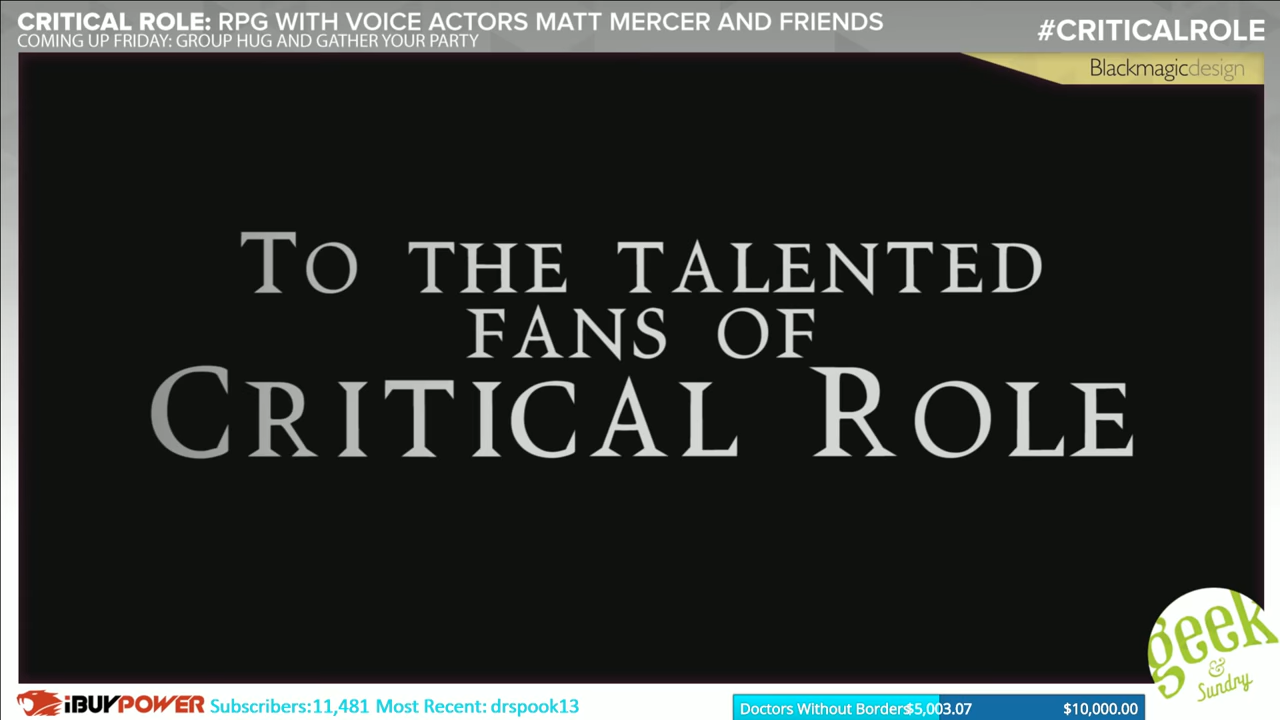 CRITICAL ROLE: RPG WITH VOICE ACTORS MATT MERCER AND FRIENDS
COMING UP FRIDAY: GROUP HUG AND GATHER YOUR PARTY
#CRITICALROLE
Blackmagicdesign
TO THE TALENTED
FANS OF
CRITICAL ROLE
geek
&
Sundry
iBUYPOWER Subscribers:11,481 Most Recent: drspook13
Doctors Without Borders $5,003.07 $10,000.00